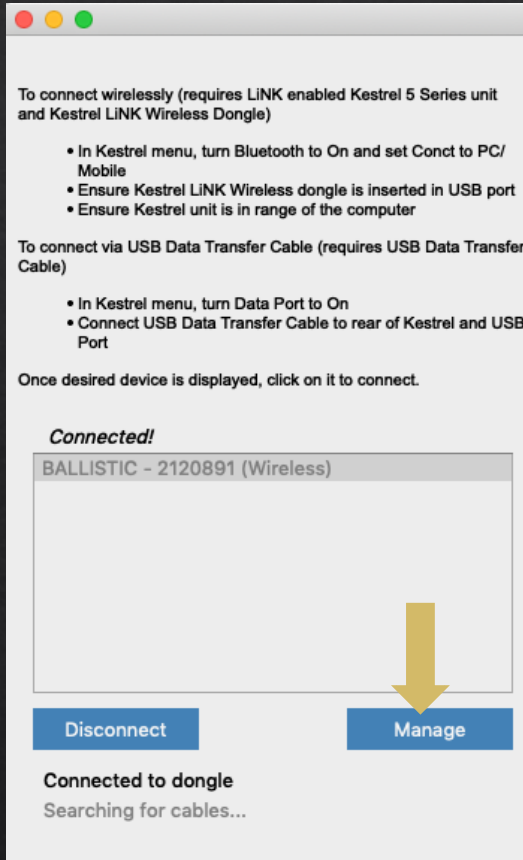 To connect wirelessly (requires LiNK enabled Kestrel 5 Series unit
and Kestrel LiNK Wireless Dongle)
• In Kestrel menu, turn Bluetooth to On and set Conct to PC/
Mobile
• Ensure Kestrel LiNK Wireless dongle is inserted in USB port
• Ensure Kestrel unit is in range of the computer
To connect via USB Data Transfer Cable (requires USB Data Transfer
Cable)
• In Kestrel menu, turn Data Port to On
• Connect USB Data Transfer Cable to rear of Kestrel and USB
Port
Once desired device is displayed, click on it to connect.
Connected!
BALLISTIC - 2120891 (Wireless)
Disconnect
Manage
Connected to dongle
Searching for cables...